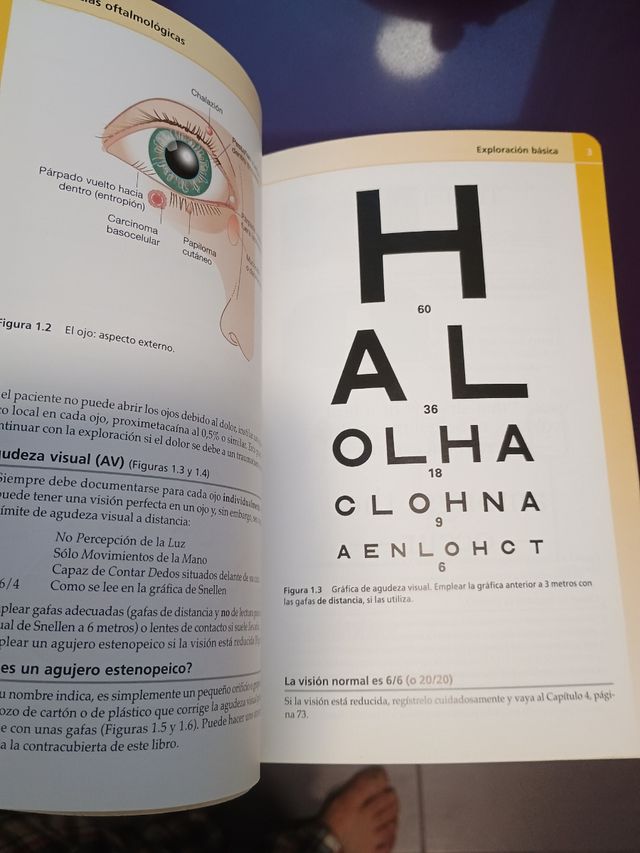 as oftalmológicas
Chalazión
Párpado vuelto hacia
dentro (entropión)
Carcinoma
basocelular
Papiloma
cutáneo
Figura 1.2 El ojo: aspecto externo.
el paciente no puede abrir los ojos debido al dolor,
co local en cada ojo, proximetacaína al 0,5% o similar.
ontinuar con la exploración si el dolor se debe a un
gudeza visual (AV) (Figuras 1.3 y 1.4)
Siempre debe documentarse para cada ojo
puede tener una visión perfecta en un ojo y, sin embargo,
límite de agudeza visual a distancia:
No Percepción de la Luz
Sólo Movimientos de la Mano
Capaz de Contar Dedos situados delante de su
6/4 Como se lee en la gráfica de Snellen
plear gafas adecuadas (gafas de distancia y no de
ual de Snellen a 6 metros) o lentes de contacto si suele
plear un agujero estenopeico si la visión está reducida
es un agujero estenopeico?
u nombre indica, es simplemente un pequeño orificio
ozo de cartón o de plástico que corrige la agudeza
e con unas gafas (Figuras 1.5 y 1.6). Puede hacer
a la contracubierta de este libro.
Exploración básica 3
H
60
A L
36
O L H A
18
C L O H N A
9
A E N L O H C T
6
Figura 1.3 Gráfica de agudeza visual. Emplear la gráfica anterior a 3 metros con
las gafas de distancia, si las utiliza.
La visión normal es 6/6 (o 20/20)
Si la visión está reducida, regístrelo cuidadosamente y vaya al Capítulo 4, pági-
na 73.